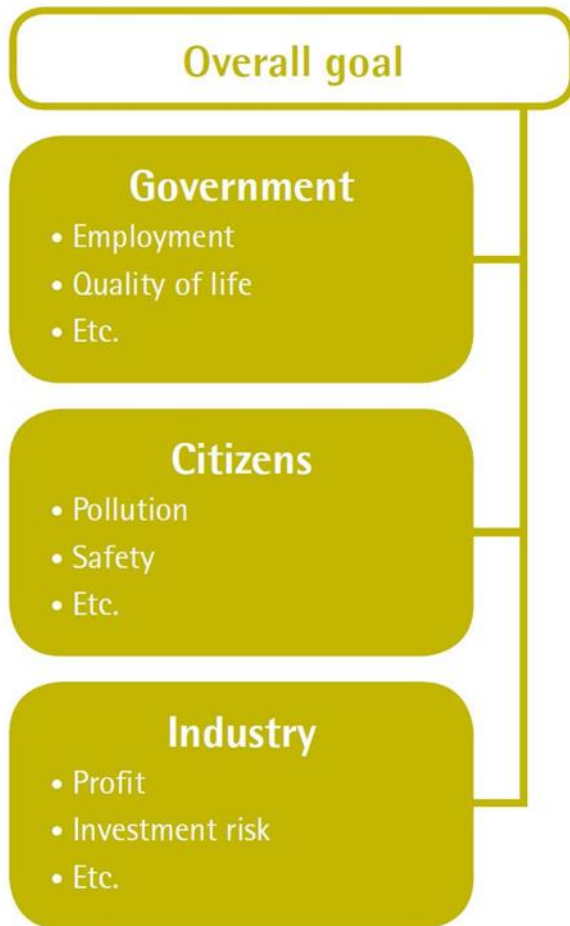 Overall goal
Government
• Employment
• Quality of life
• Etc.
Citizens
• Pollution
• Safety
• Etc.
Industry
• Profit
• Investment risk
• Etc.